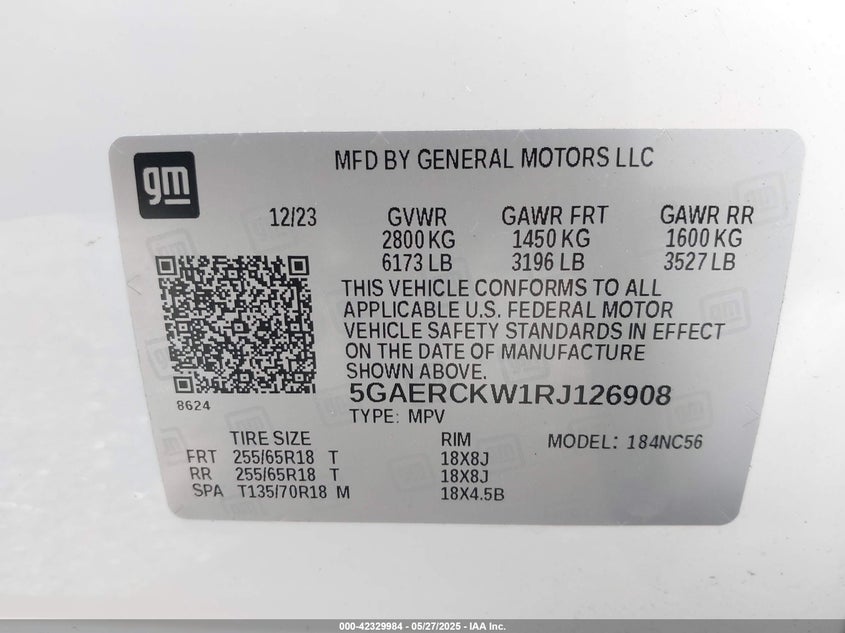 gm
MFD BY GENERAL MOTORS LLC
12/23 GVWR GAWR FRT GAWR RR
2800 KG 1450 KG 1600 KG
6173 LB 3196 LB 3527 LB
THIS VEHICLE CONFORMS TO ALL
APPLICABLE U.S. FEDERAL MOTOR
VEHICLE SAFETY STANDARDS IN EFFECT
ON THE DATE OF MANUFACTURE
SHOWN ABOVE.
8624
5GAERCKW1RJ126908
TYPE: MPV
TIRE SIZE RIM MODEL: 184NC56
FRT 255/65R18 T 18X8J
RR 255/65R18 T 18X8J
SPA T135/70R18 M 18X4.5B
000-42329984 - 05/27/2025 - IAA Inc.